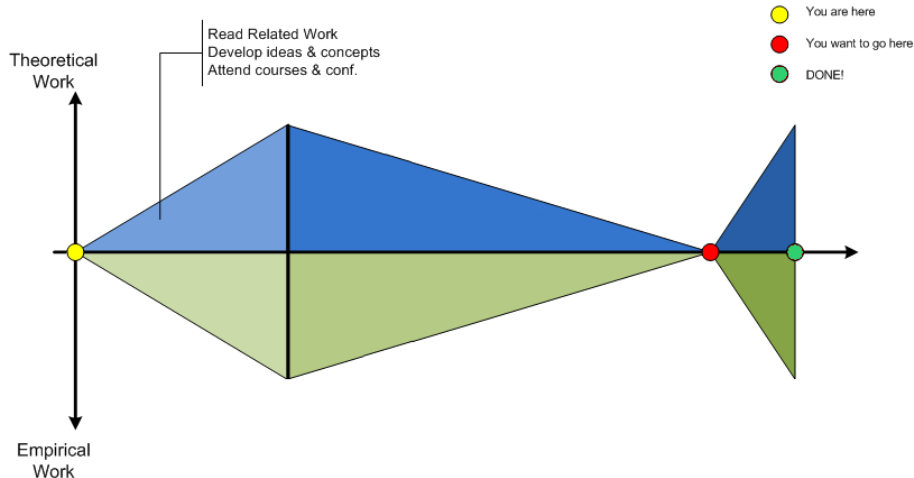 You are here
You want to go here
DONE!
Read Related Work
Develop ideas & concepts
Attend courses & conf.
Theoretical
Work
Empirical
Work